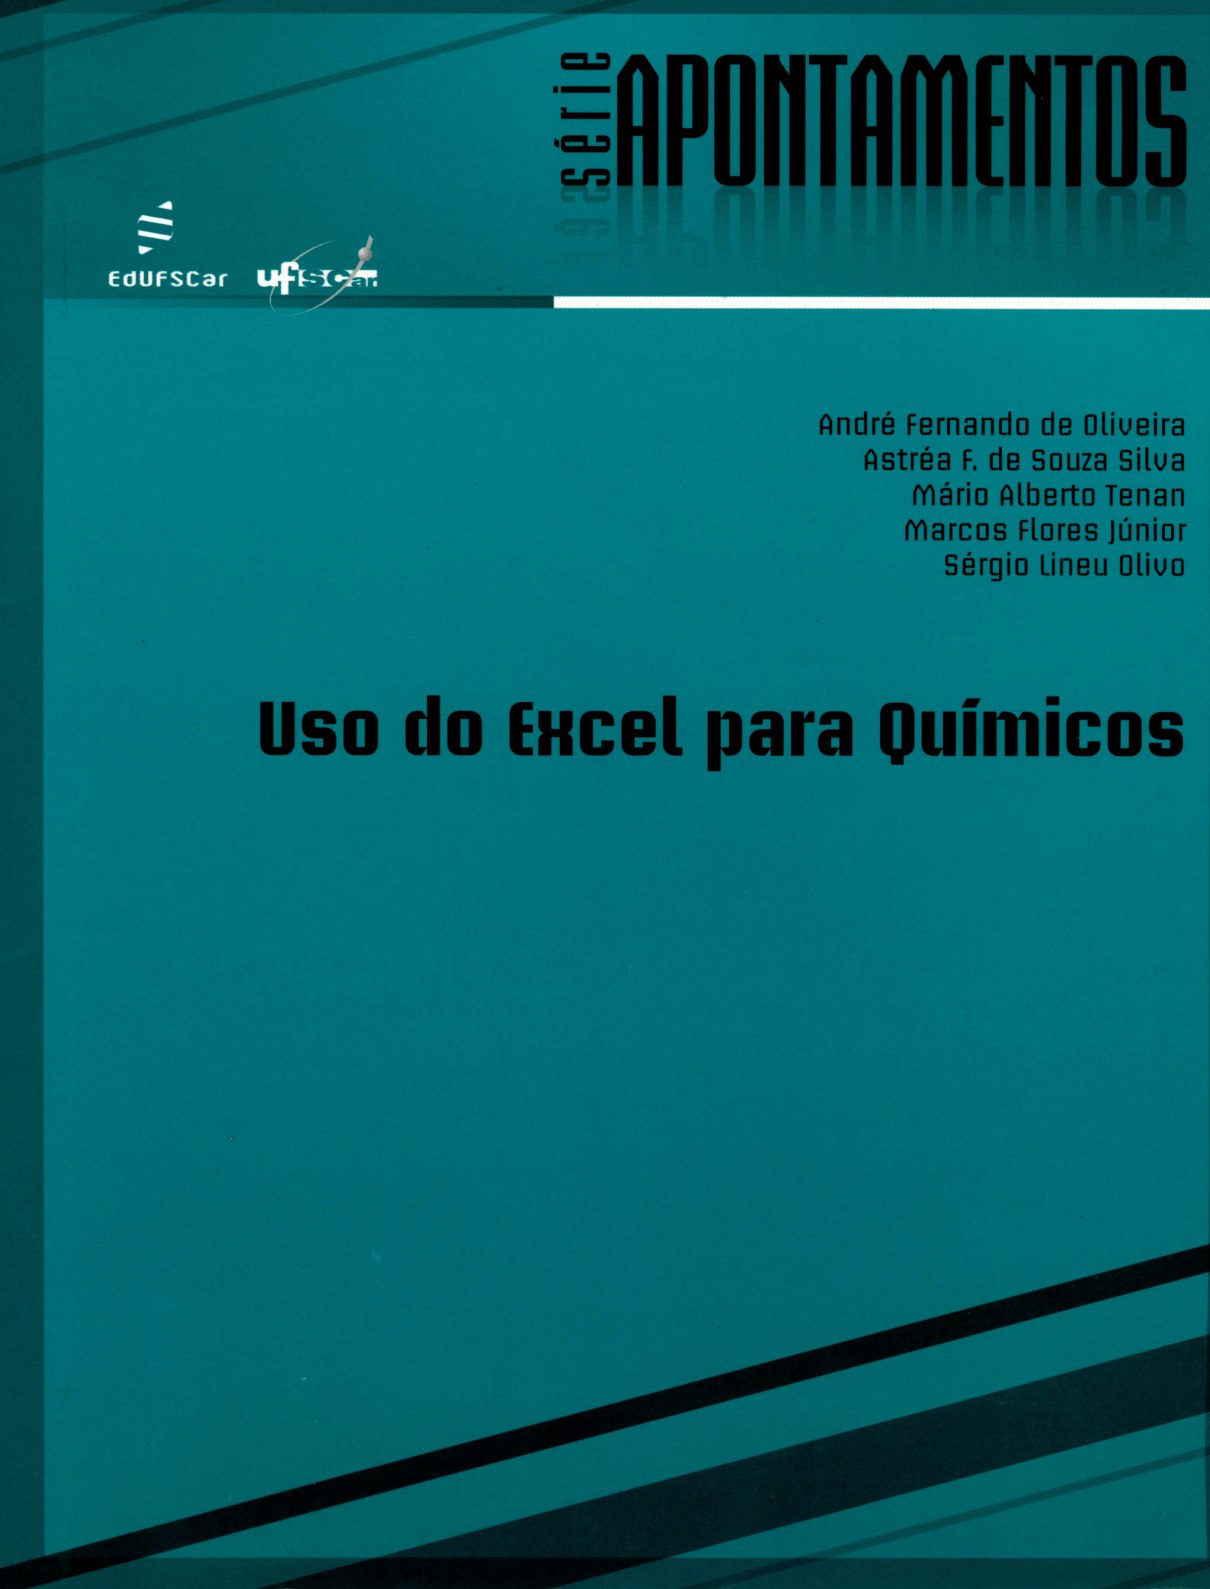 série APONTAMENTOS
EdUFSCar
ufscar
André Fernando de Oliveira
Astréa F. de Souza Silva
Mário Alberto Tenan
Marcos Flores Júnior
Sérgio Lineu Olivo
Uso do Excel para Químicos